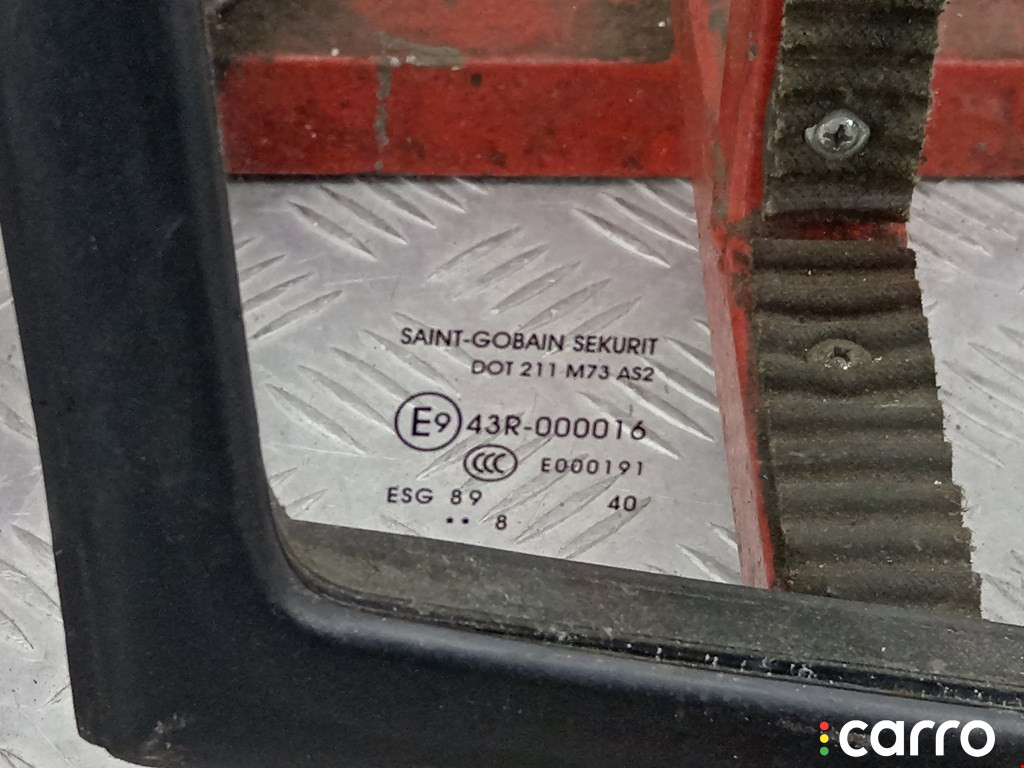 SAINT-GOBAIN SEKURIT
DOT 211 M73 AS2
E9 43R-000016
CCC E000191
ESG 89 40
•• 8
carro